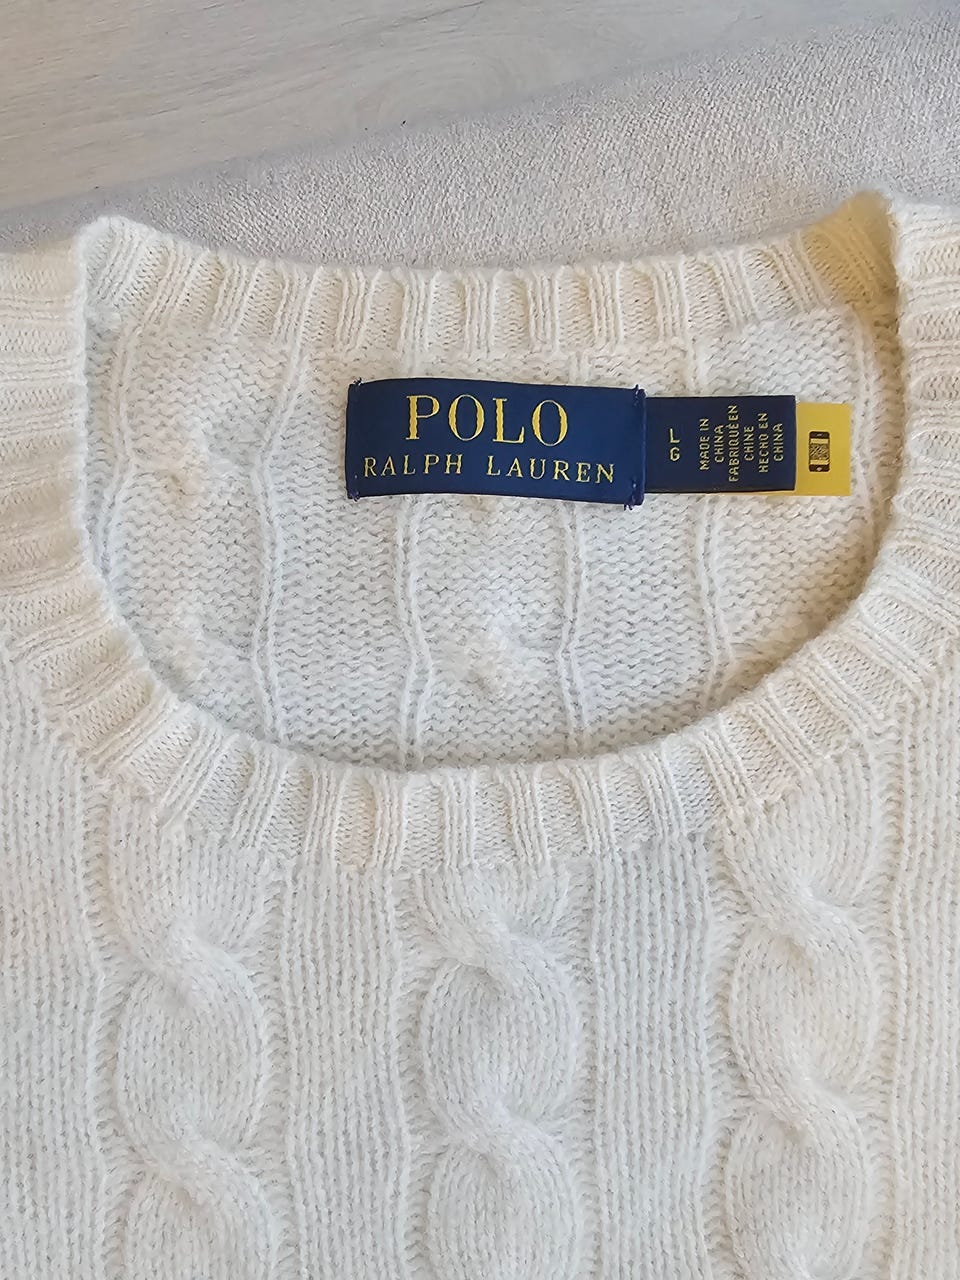 POLO
RALPH LAUREN
L
G
MADE IN
CHINA
FABRIQUÉ EN
CHINE
HECHO EN
CHINA